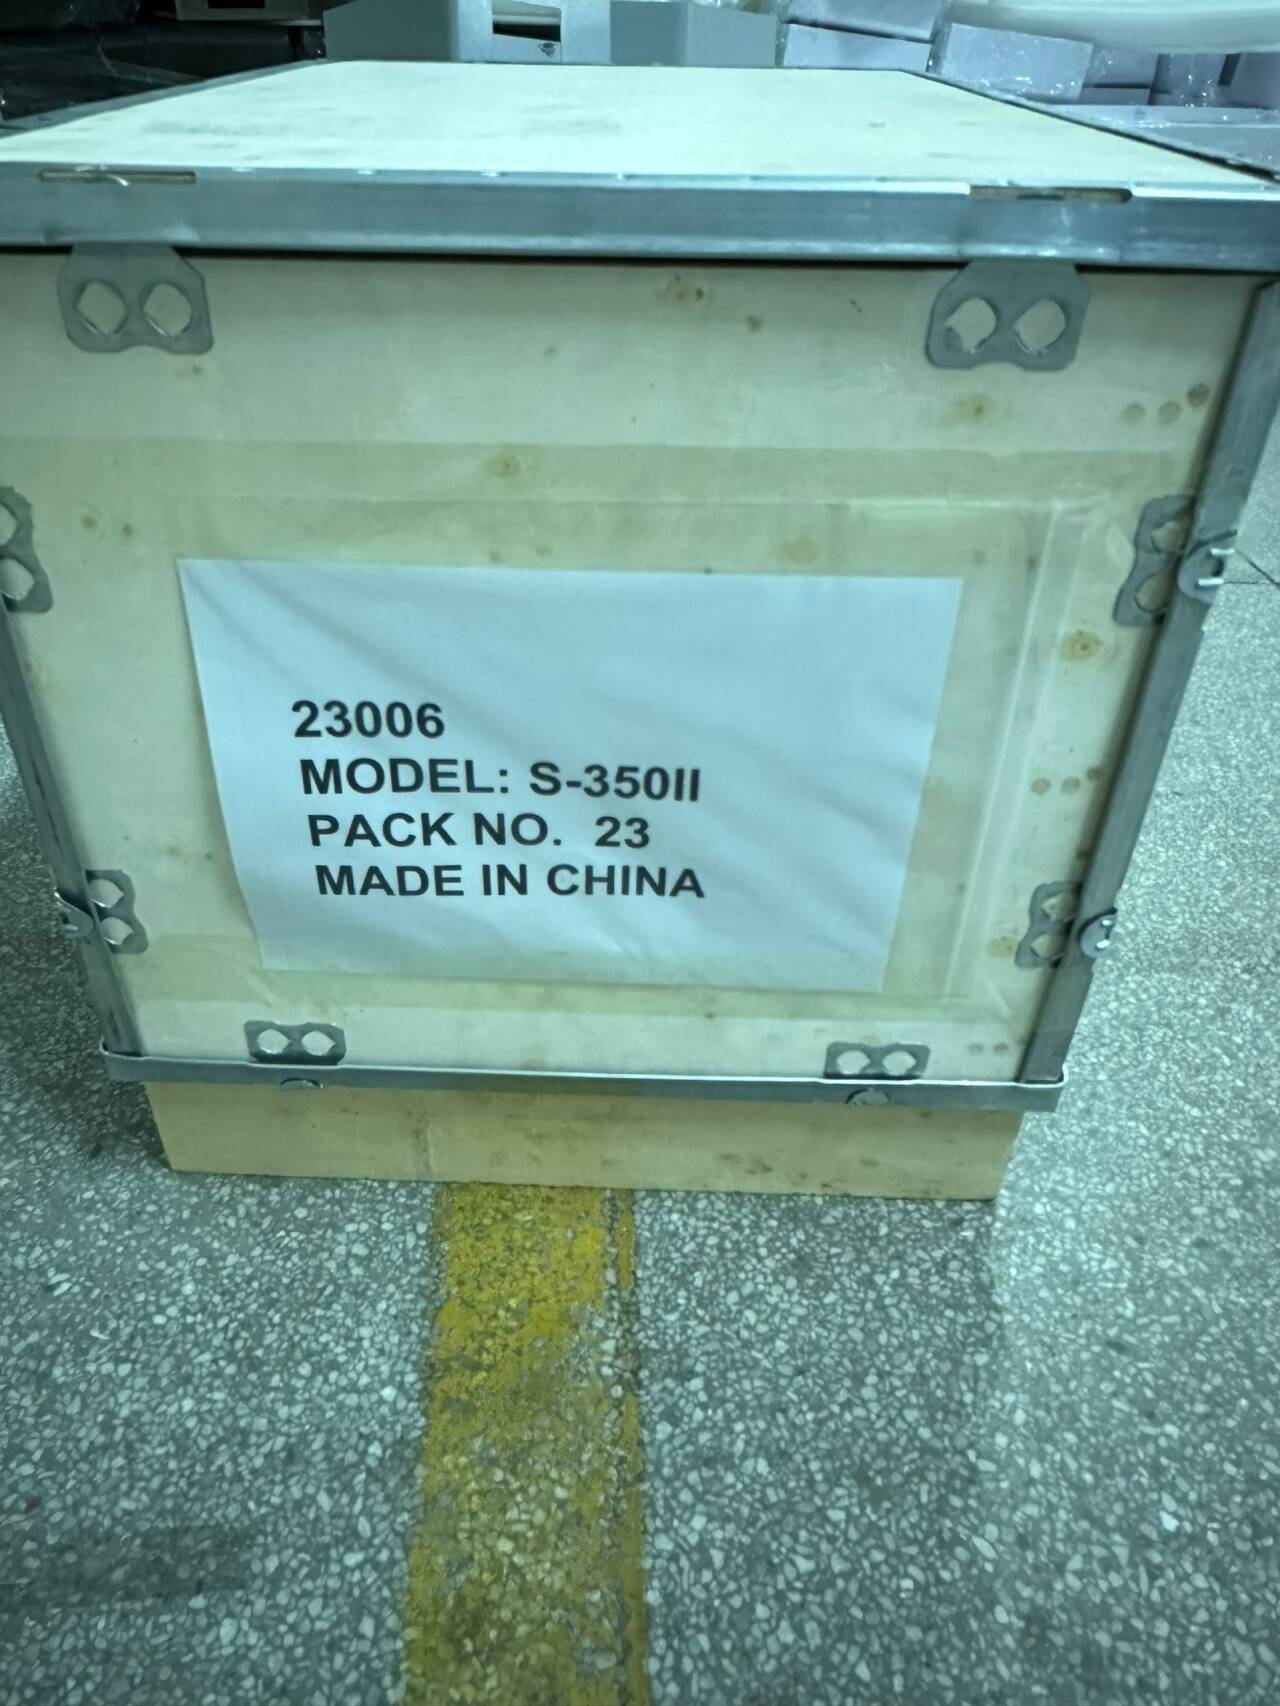 23006
MODEL: S-350II
PACK NO. 23
MADE IN CHINA